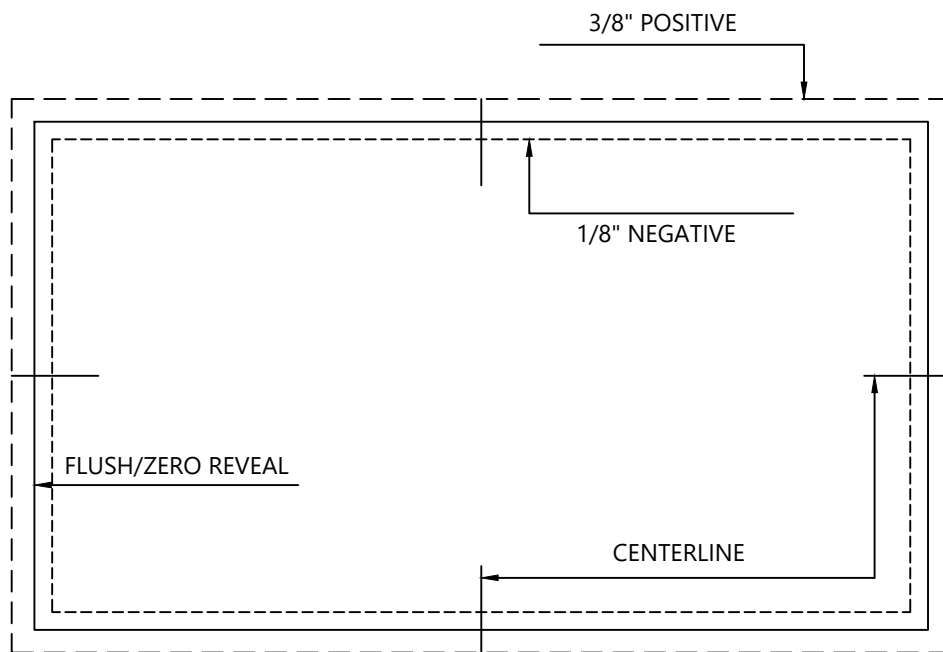 3/8" POSITIVE
1/8" NEGATIVE
FLUSH/ZERO REVEAL
CENTERLINE